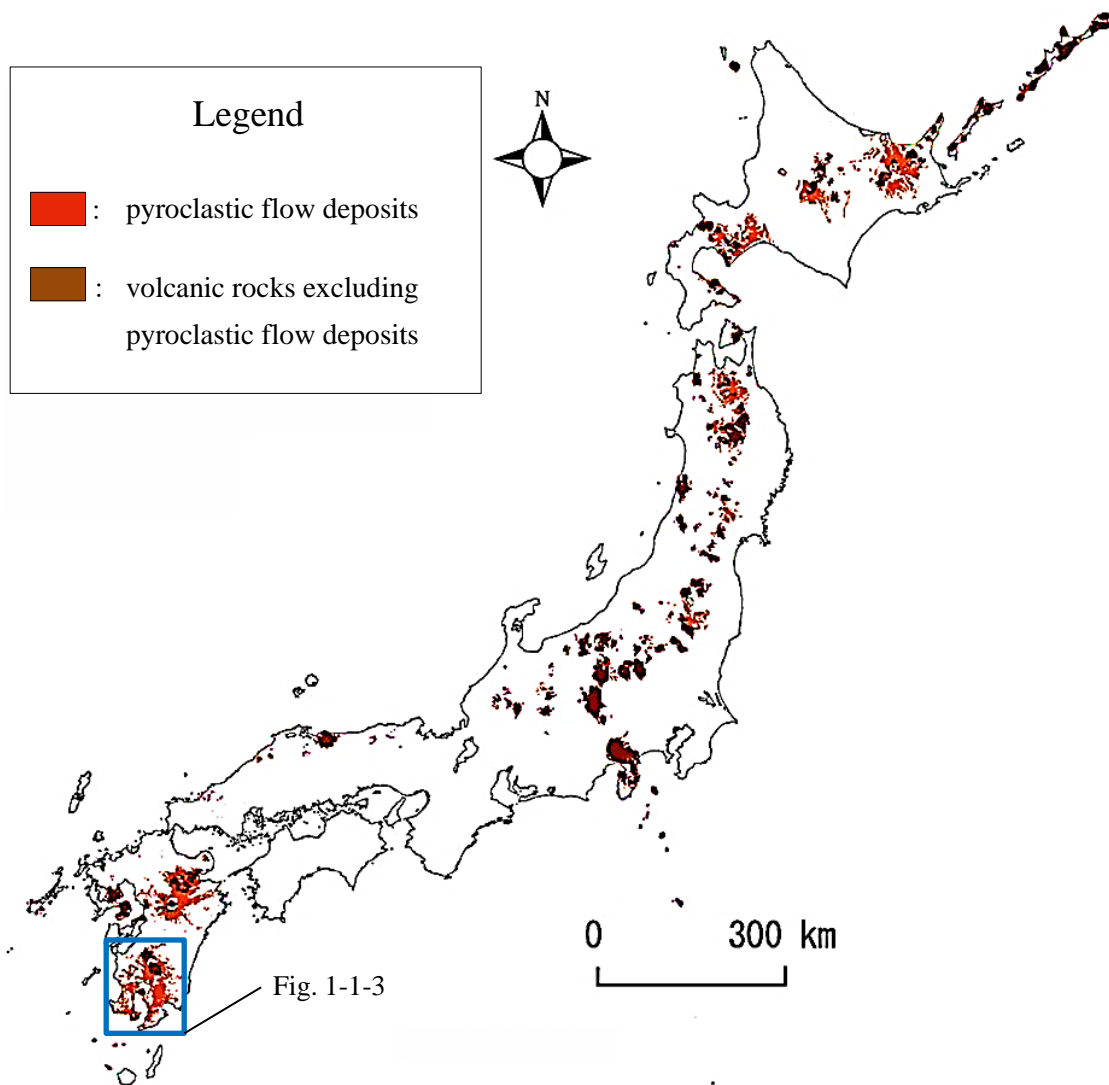 Legend
N
: pyroclastic flow deposits
: volcanic rocks excluding
pyroclastic flow deposits
0 300 km
Fig. 1-1-3